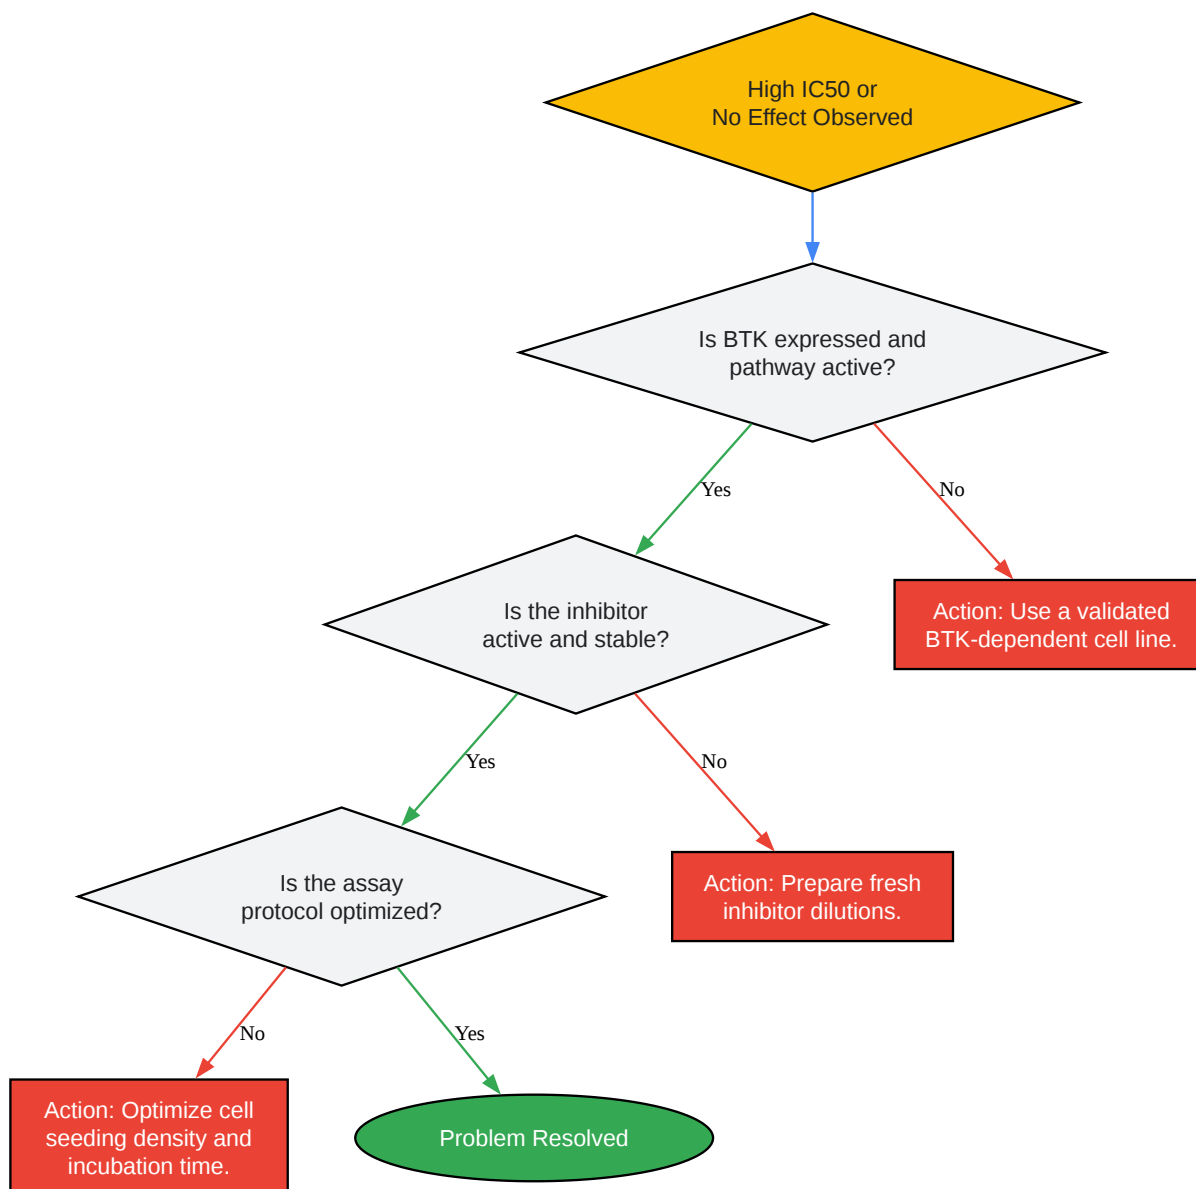 High IC50 or
No Effect Observed
Is BTK expressed and
pathway active?
Yes
No
Is the inhibitor
active and stable?
Action: Use a validated
BTK-dependent cell line.
Yes
No
Is the assay
protocol optimized?
Action: Prepare fresh
inhibitor dilutions.
No
Yes
Action: Optimize cell
seeding density and
incubation time.
Problem Resolved